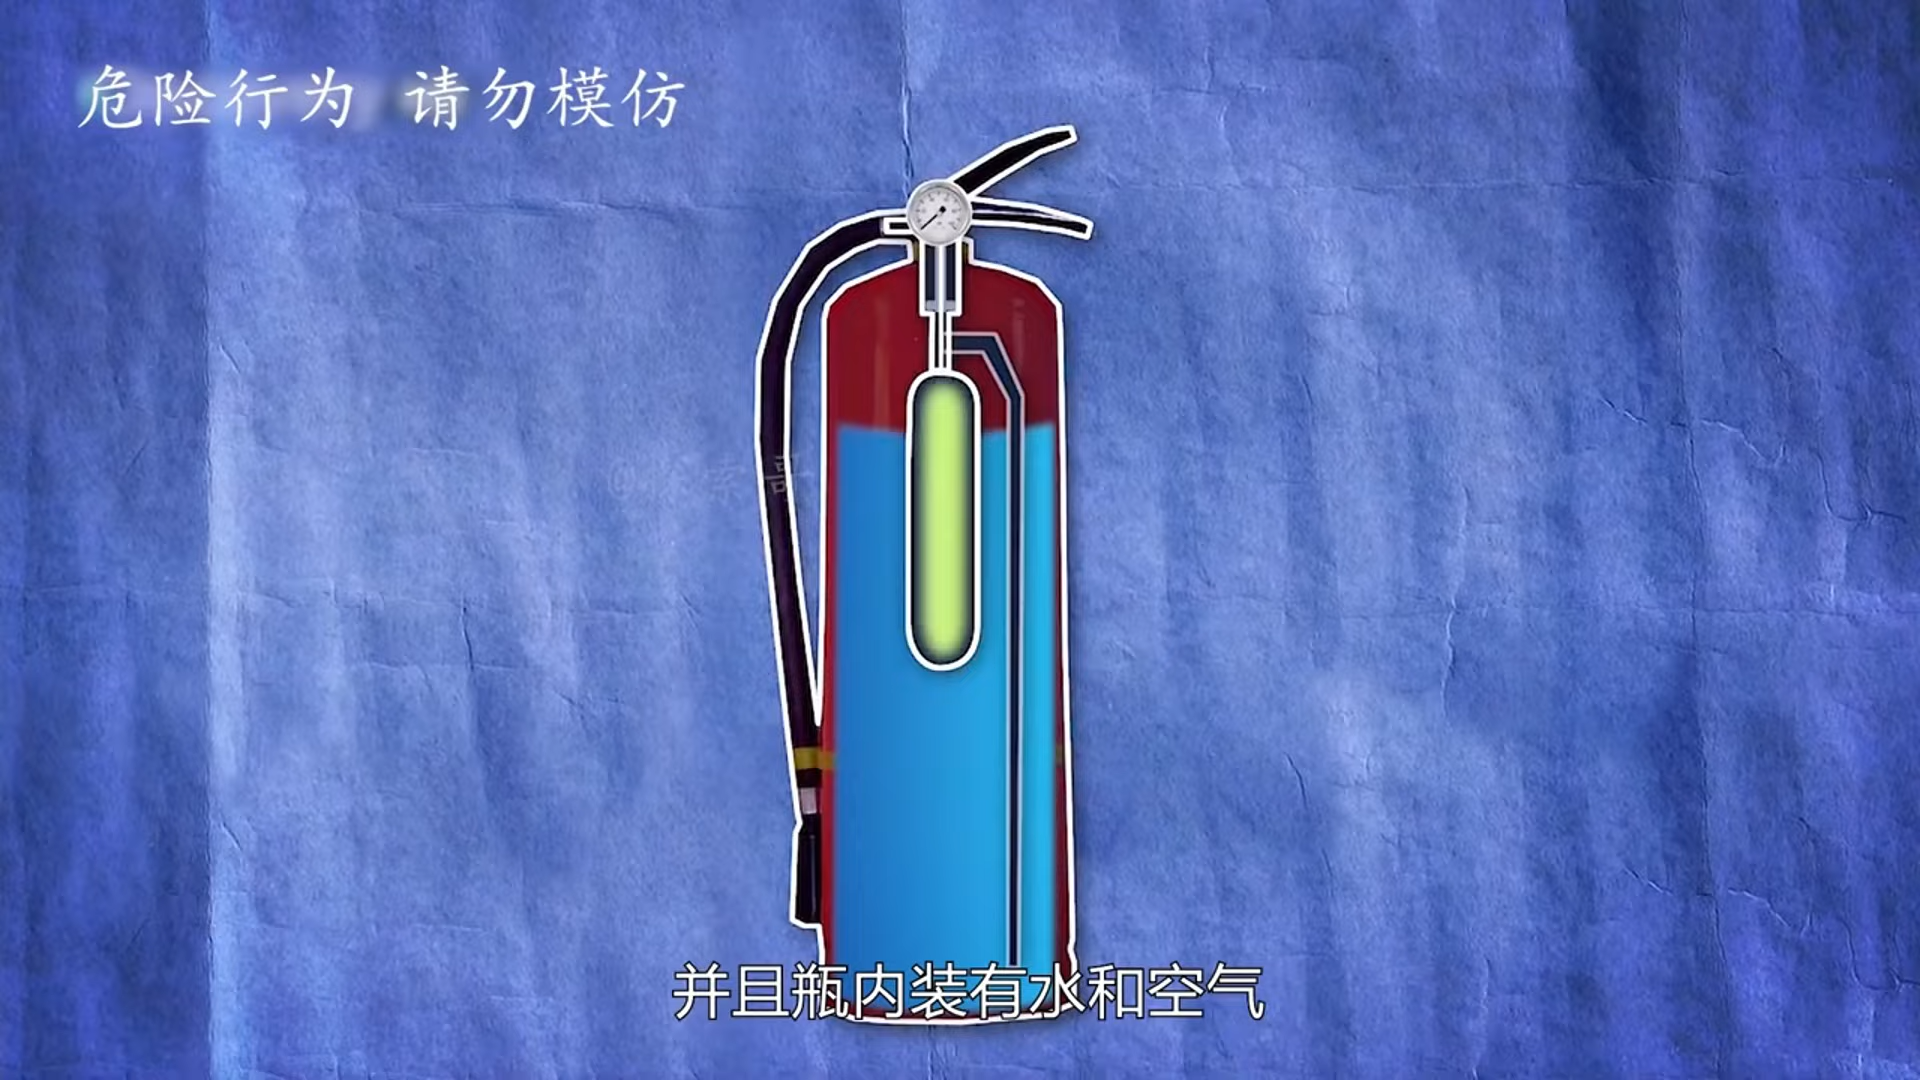 危险行为 请勿模仿
并且瓶内装有水和空气